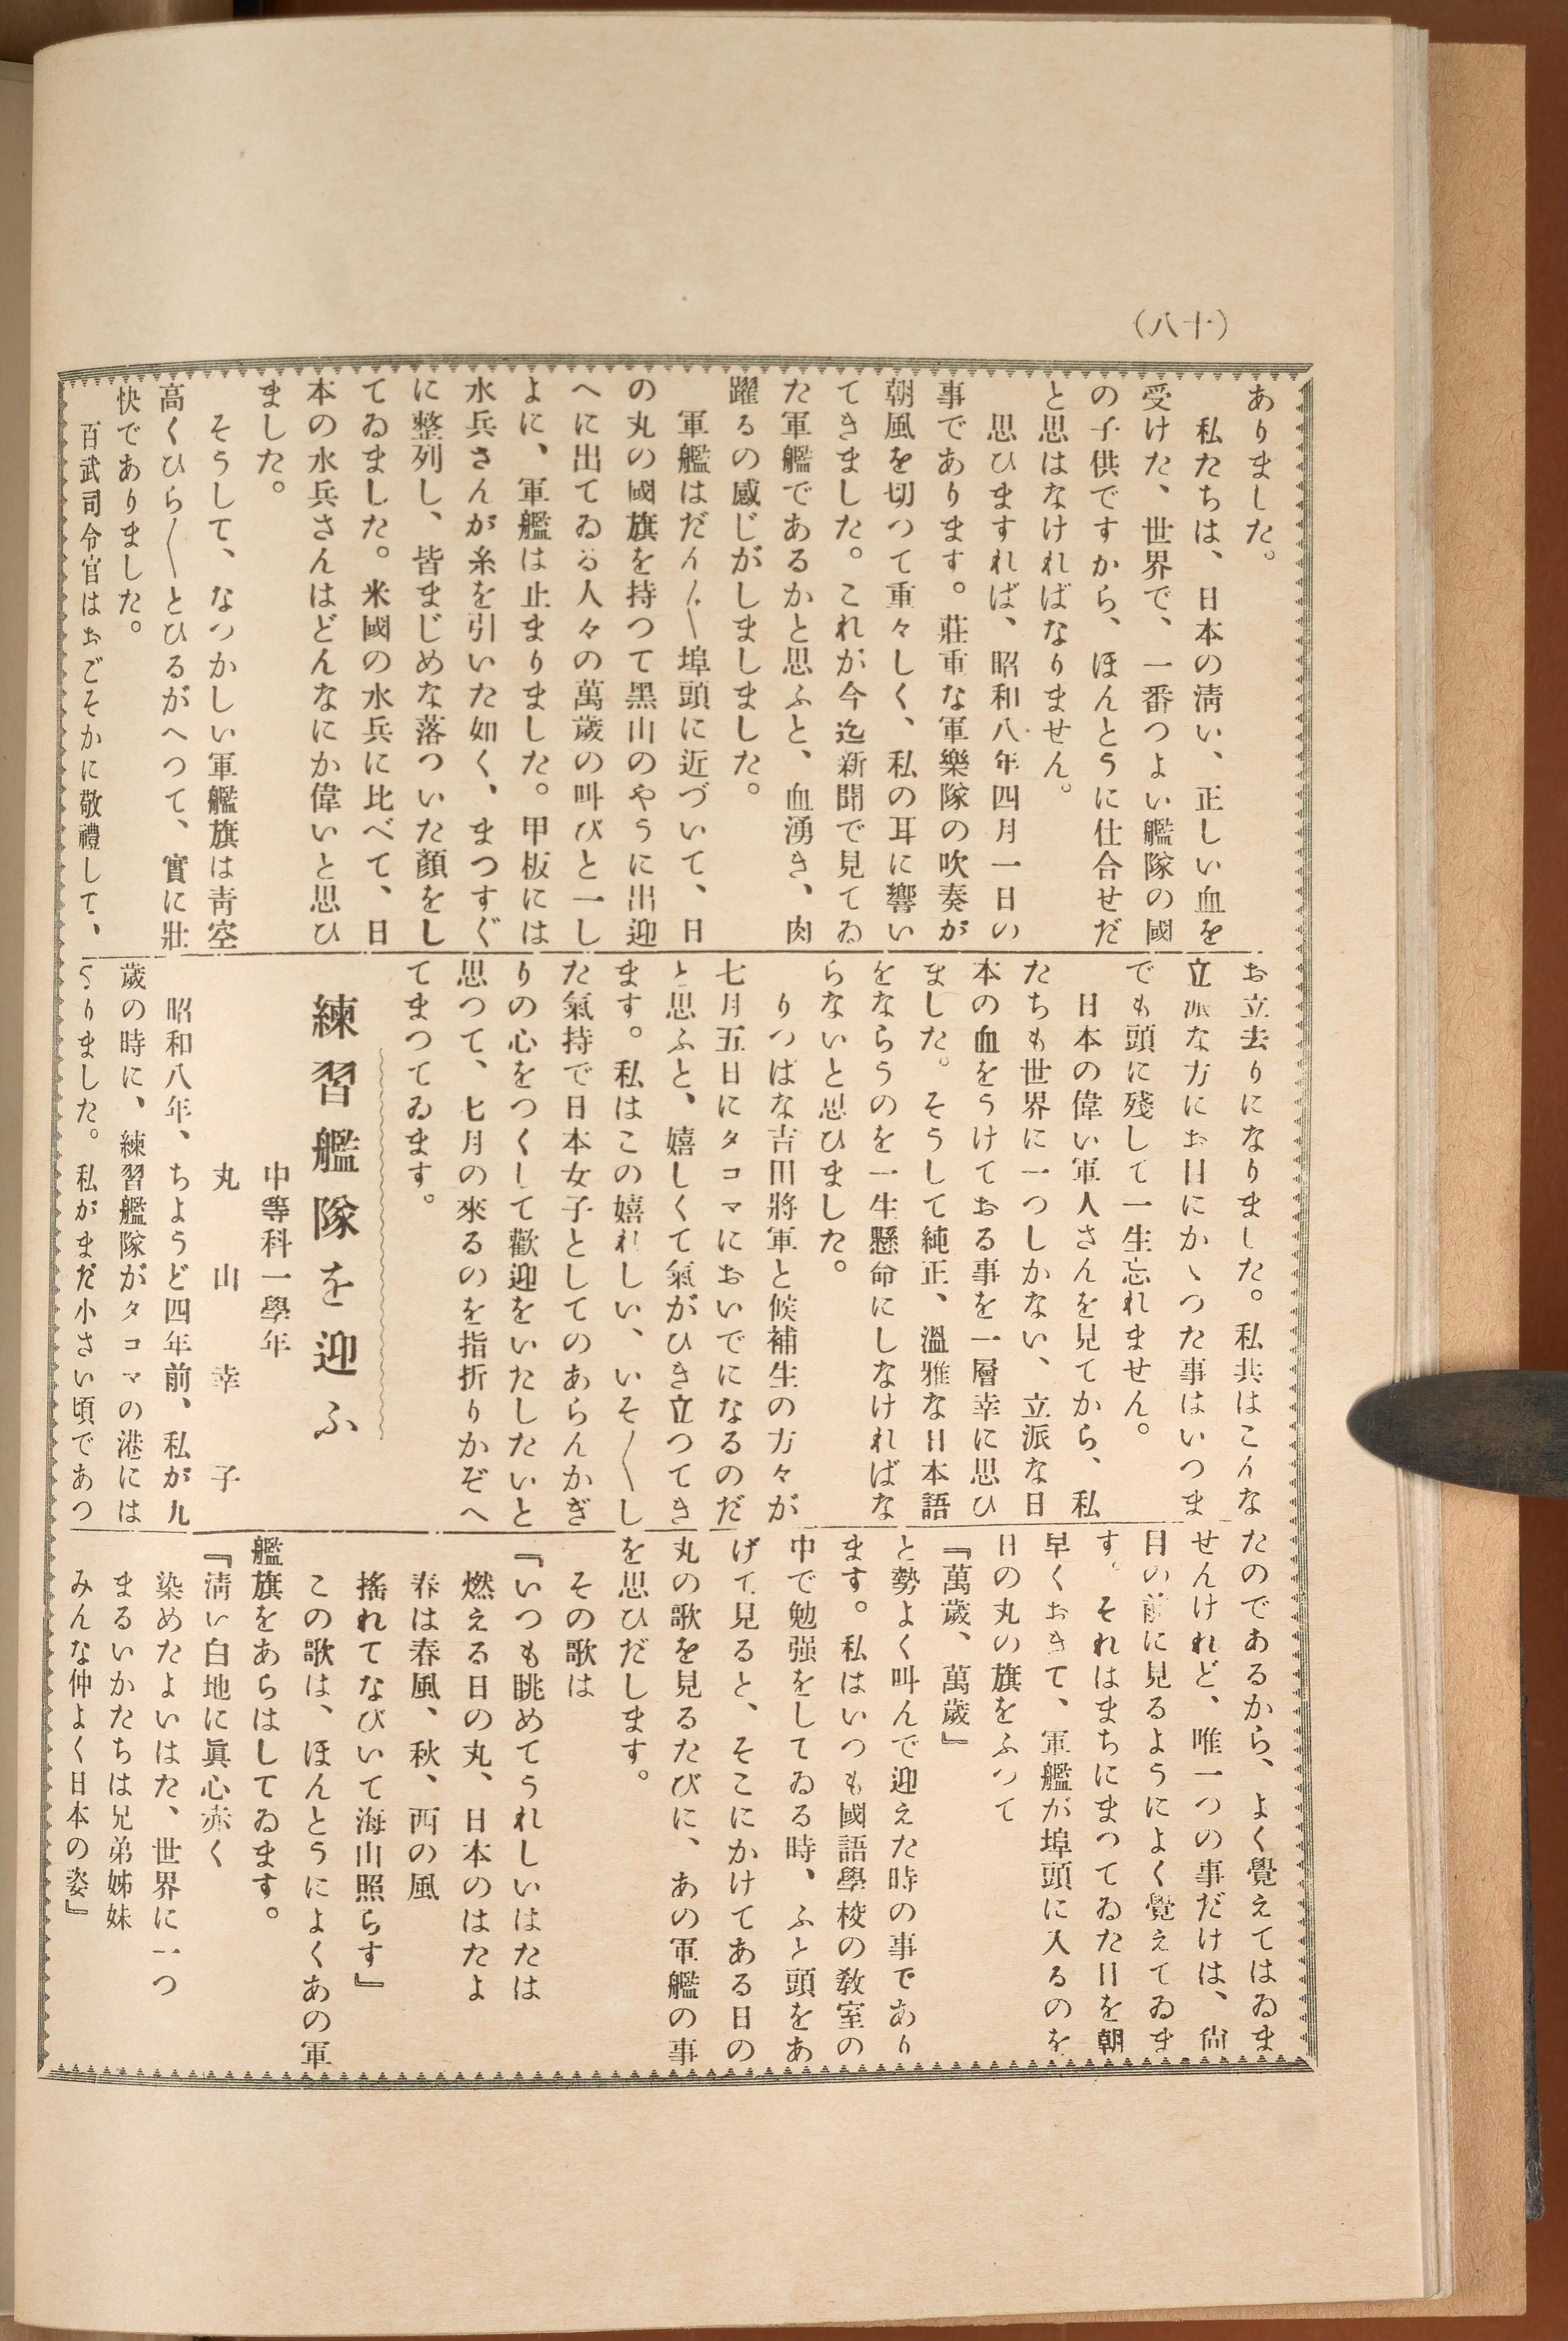 (十八)
ありました。
私たちは、日本の淸い、正しい血を
受けた、世界で、一番つよい艦隊の國
の子供ですから、ほんとうに仕合せだ
と思はなければなりません。
思ひますれば、昭和八年四月一日の
事であります。莊重な軍樂隊の吹奏が
朝風を切つて重々しく、私の耳に響い
てきました。これが今迄新聞で見てゐ
た軍艦であるかと思ふと、血湧き、肉
躍るの感じがしましました。
軍艦はだん〳〵埠頭に近づいて、日
の丸の國旗を持つて黑山のやうに出迎
へに出てゐる人々の萬歲の叫びと一し
よに、軍艦は止まりました。甲板には
水兵さんが糸を引いた如く、まつすぐ
に整列し、皆まじめな落ついた顔をし
てゐました。米國の水兵に比べて、日
本の水兵さんはどんなにか偉いと思ひ
ました。
そうして、なつかしい軍艦旗は靑空
高くひら〳〵とひるがへつて、實に壯
快でありました。
百武司令官はおごそかに敬禮して、
お立去りになりました。私共はこんな
立派な方にお目にかゝつた事はいつま
でも頭に殘して一生忘れません。
日本の偉い軍人さんを見てから、私
たちも世界に一つしかない、立派な日
本の血をうけておる事を一層幸に思ひ
ました。そうして純正、溫雅な日本語
をならうのを一生懸命にしなければな
らないと思ひました。
りつぱな吉田將軍と候補生の方々が
七月五日にタコマにおいでになるのだ
と思ふと、嬉しくて氣がひき立つてき
ます。私はこの嬉れしい、いそ〳〵し
た氣持で日本女子としてのあらんかぎ
りの心をつくして歡迎をいたしたいと
思つて、七月の來るのを指折りかぞへ
てまつてゐます。
練習艦隊を迎ふ
中等科一學年
丸山幸子
昭和八年、ちようど四年前、私が九
歲の時に、練習艦隊がタコマの港には
いりました。私がまだ小さい頃であつ
たのであるから、よく覺えてはゐま
せんけれど、唯一つの事だけは、尙
目の前に見るようによく覺えてゐま
す。それはまちにまつてゐた日を朝
早くおきて、軍艦が埠頭に入るのを
日の丸の旗をふつて
『萬歲、萬歲』
と勢よく叫んで迎えた時の事であり
ます。私はいつも國語學校の教室の
中で勉强をしてゐる時、ふと頭をあ
げて見ると、そこにかけてある日の
丸の歌を見るたびに、あの軍艦の事
を思ひだします。
その歌は
『いつも眺めてうれしいはたは
燃える日の丸、日本のはたよ
春は春風、秋、西の風
搖れてなびいて海山照らす』
この歌は、ほんとうによくあの軍
艦旗をあらはしてゐます。
『淸い白地に眞心赤く
染めたよいはた、世界に一つ
まるいかたちは兄弟姊妹
みんな仲よく日本の姿』